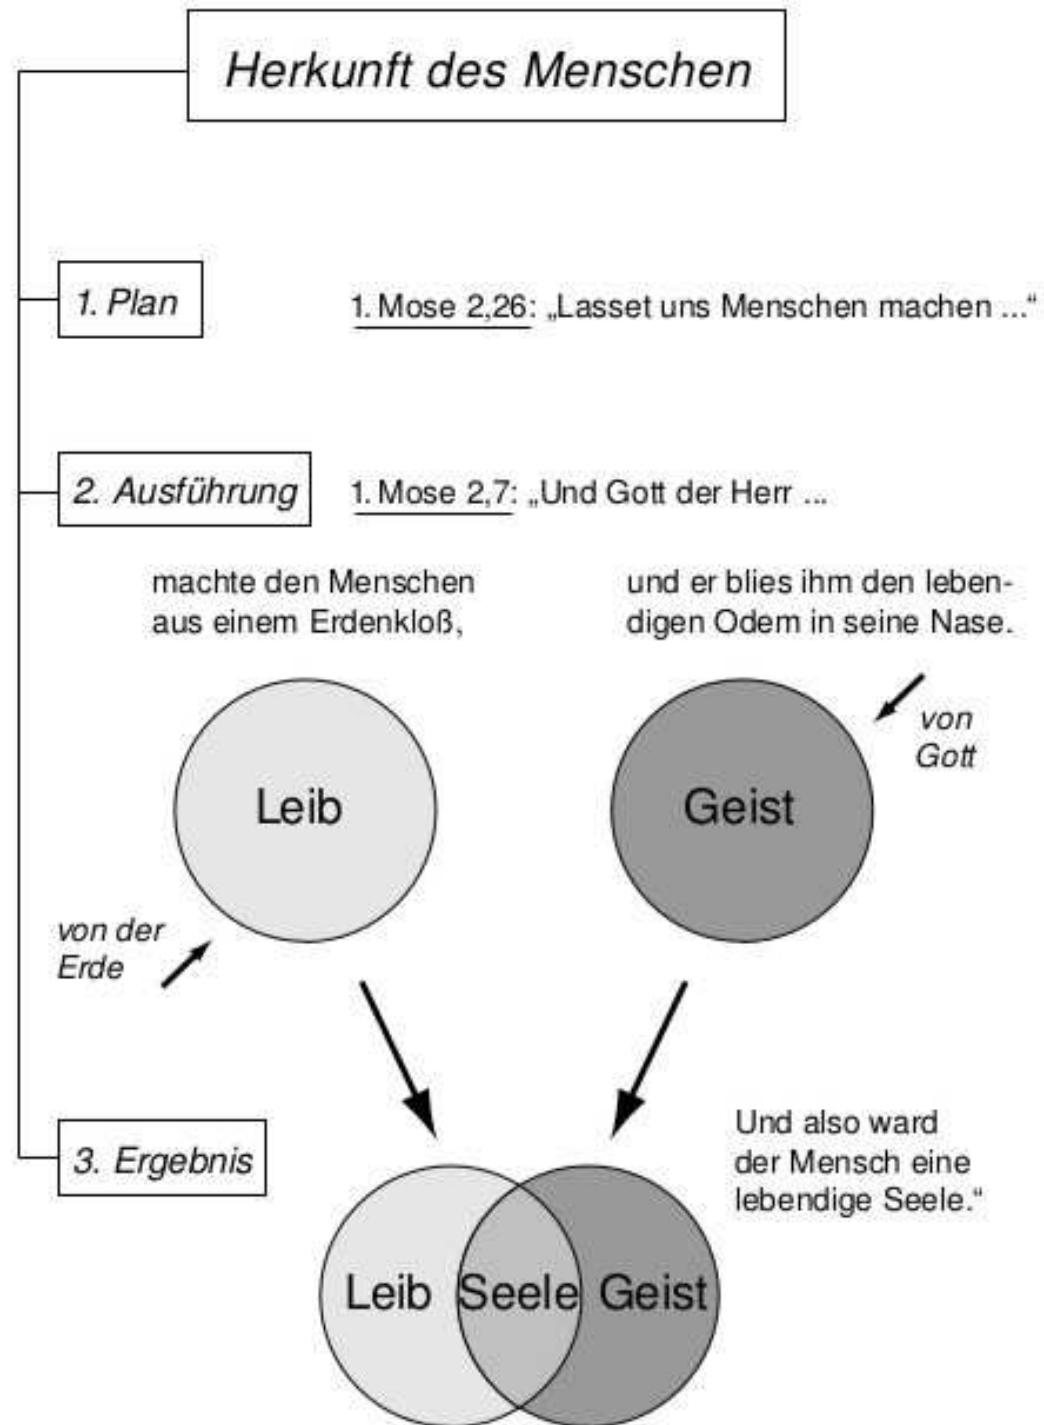 Herkunft des Menschen
1. Plan
1. Mose 2,26: „Lasset uns Menschen machen ...“
2. Ausführung
1. Mose 2,7: „Und Gott der Herr ...
machte den Menschen
aus einem Erdenkloß,
und er blies ihm den leben-
digen Odem in seine Nase.
Leib
Geist
von
Gott
von der
Erde
3. Ergebnis
Und also ward
der Mensch eine
lebendige Seele.“
Leib
Seele
Geist